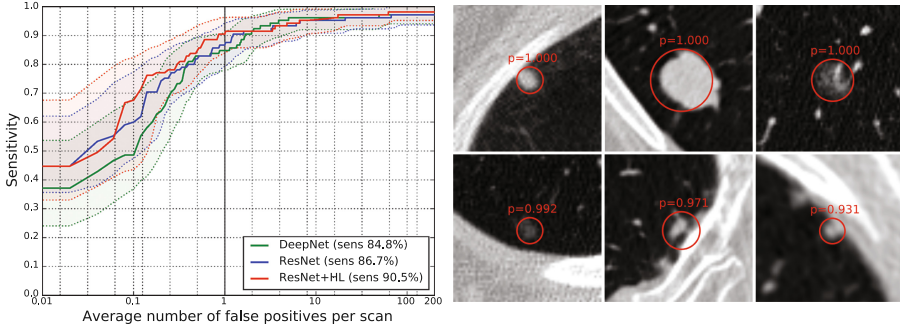 1.0
0.9
0.8
0.7
0.6
0.5
0.4
0.3
0.2
0.1
0.0
Sensitivity
DeepNet (sens 84.8%)
ResNet (sens 86.7%)
ResNet+HL (sens 90.5%)
0,01 0,1 1 10 100 200
Average number of false positives per scan
p=1.000
p=1.000
p=1.000
p=0.992
p=0.971
p=0.931